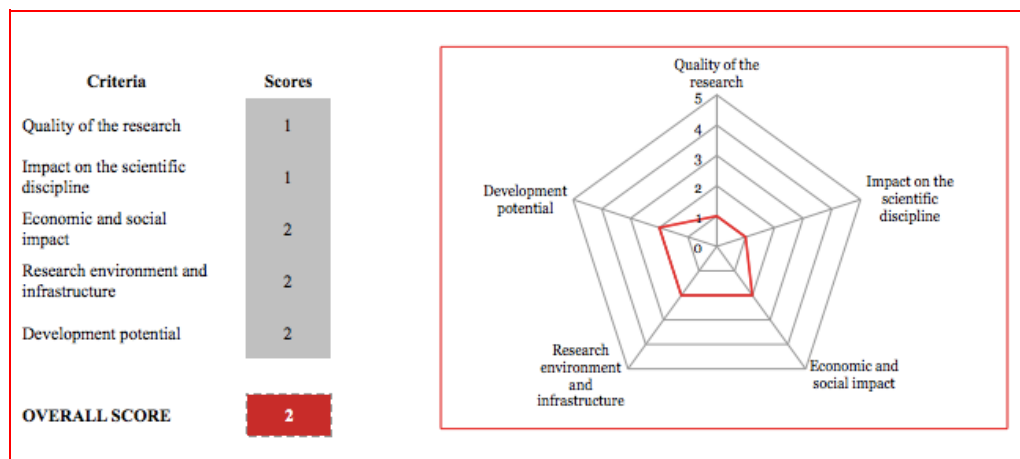 Criteria Scores
Quality of the research 1
Impact on the scientific
discipline 1
Economic and social
impact 2
Research environment and
infrastructure 2
Development potential 2
OVERALL SCORE 2
Quality of the
research
5
4
3
2
1
0
Impact on the
scientific
discipline
Economic and
social impact
Research
environment
and
infrastructure
Development
potential